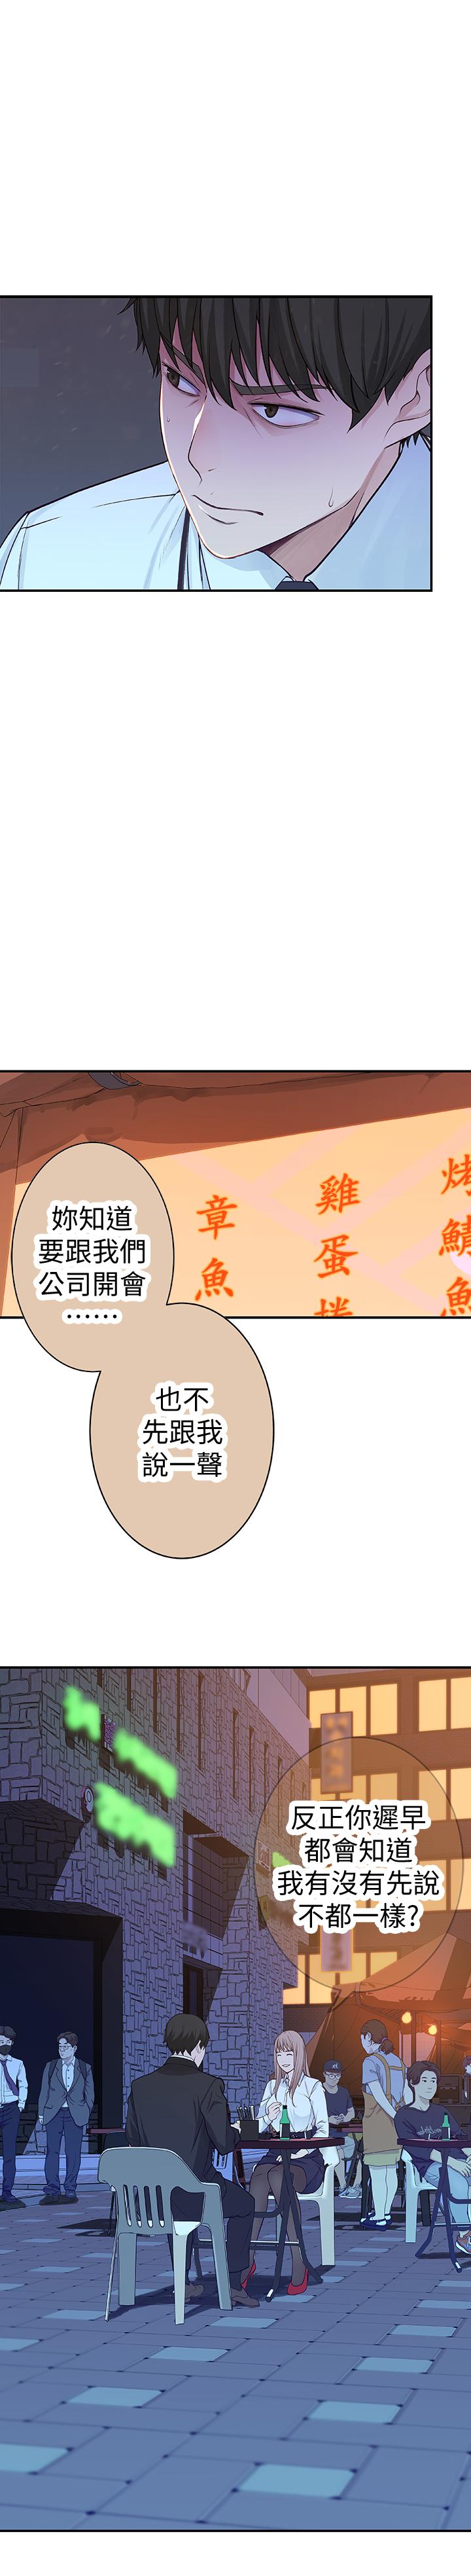 章魚
雞蛋捲
烤鯖魚
妳知道
要跟我們
公司開會
⋯⋯
也不
先跟我
說一聲
反正你遲早
都會知道
我有沒有先說
不都一樣?